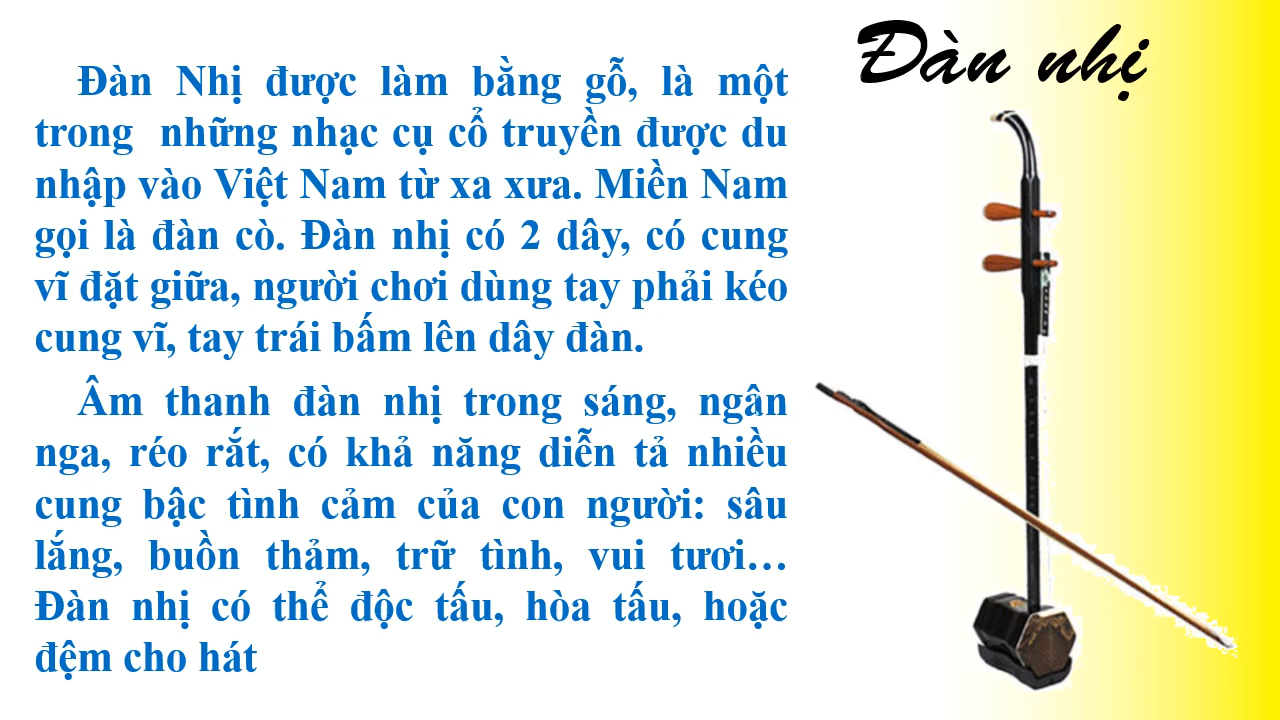 Đàn nhị
Đàn Nhị được làm bằng gỗ, là một
trong những nhạc cụ cổ truyền được du
nhập vào Việt Nam từ xa xưa. Miền Nam
gọi là đàn cò. Đàn nhị có 2 dây, có cung
vĩ đặt giữa, người chơi dùng tay phải kéo
cung vĩ, tay trái bấm lên dây đàn.
Âm thanh đàn nhị trong sáng, ngân
nga, réo rắt, có khả năng diễn tả nhiều
cung bậc tình cảm của con người: sâu
lắng, buồn thảm, trữ tình, vui tươi…
Đàn nhị có thể độc tấu, hòa tấu, hoặc
đệm cho hát